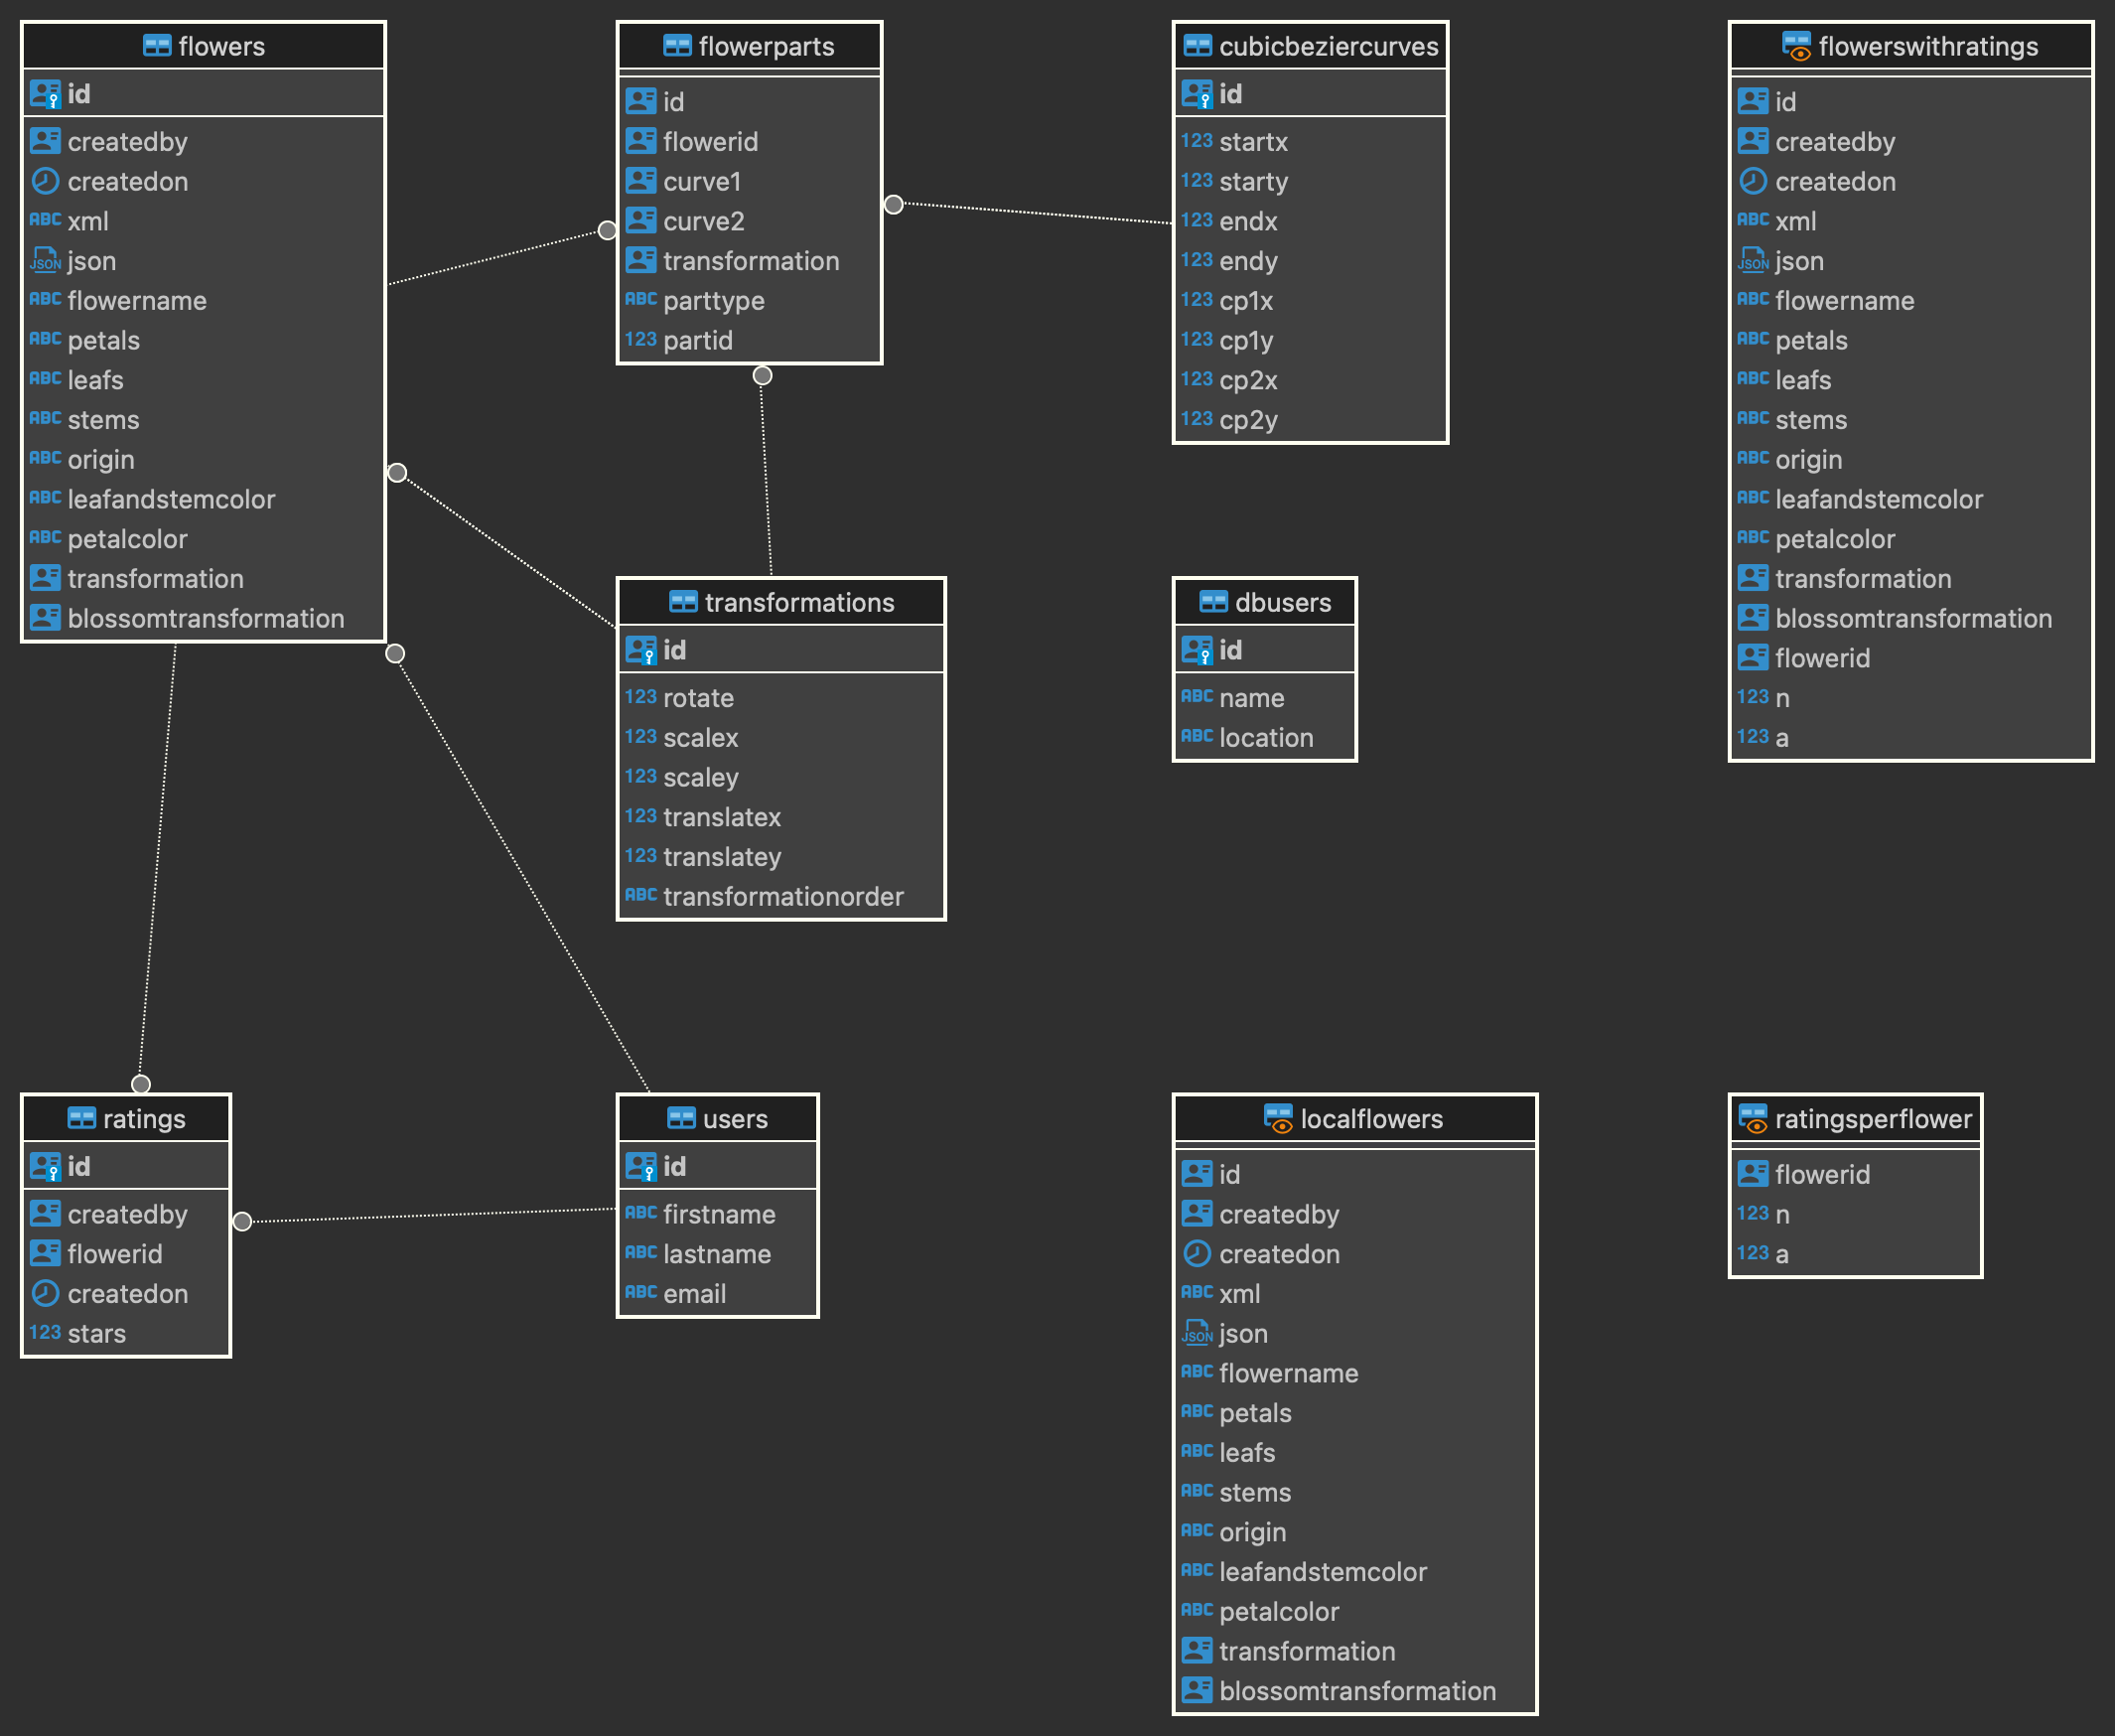 flowers
id
createdby
createdon
ABC xml
JSON json
ABC flowername
ABC petals
ABC leafs
ABC stems
ABC origin
ABC leafandstemcolor
ABC petalcolor
transformation
blossomtransformation
flowerparts
id
flowerid
curve1
curve2
transformation
ABC parttype
123 partid
cubicbeziercurves
id
123 startx
123 starty
123 endx
123 endy
123 cp1x
123 cp1y
123 cp2x
123 cp2y
flowerswithratings
id
createdby
createdon
ABC xml
JSON json
ABC flowername
ABC petals
ABC leafs
ABC stems
ABC origin
ABC leafandstemcolor
ABC petalcolor
transformation
blossomtransformation
flowerid
123 n
123 a
transformations
id
123 rotate
123 scalex
123 scaley
123 translatex
123 translatey
ABC transformationorder
dbusers
id
ABC name
ABC location
ratings
id
createdby
flowerid
createdon
123 stars
users
id
ABC firstname
ABC lastname
ABC email
localflowers
id
createdby
createdon
ABC xml
JSON json
ABC flowername
ABC petals
ABC leafs
ABC stems
ABC origin
ABC leafandstemcolor
ABC petalcolor
transformation
blossomtransformation
ratingsperflower
flowerid
123 n
123 a